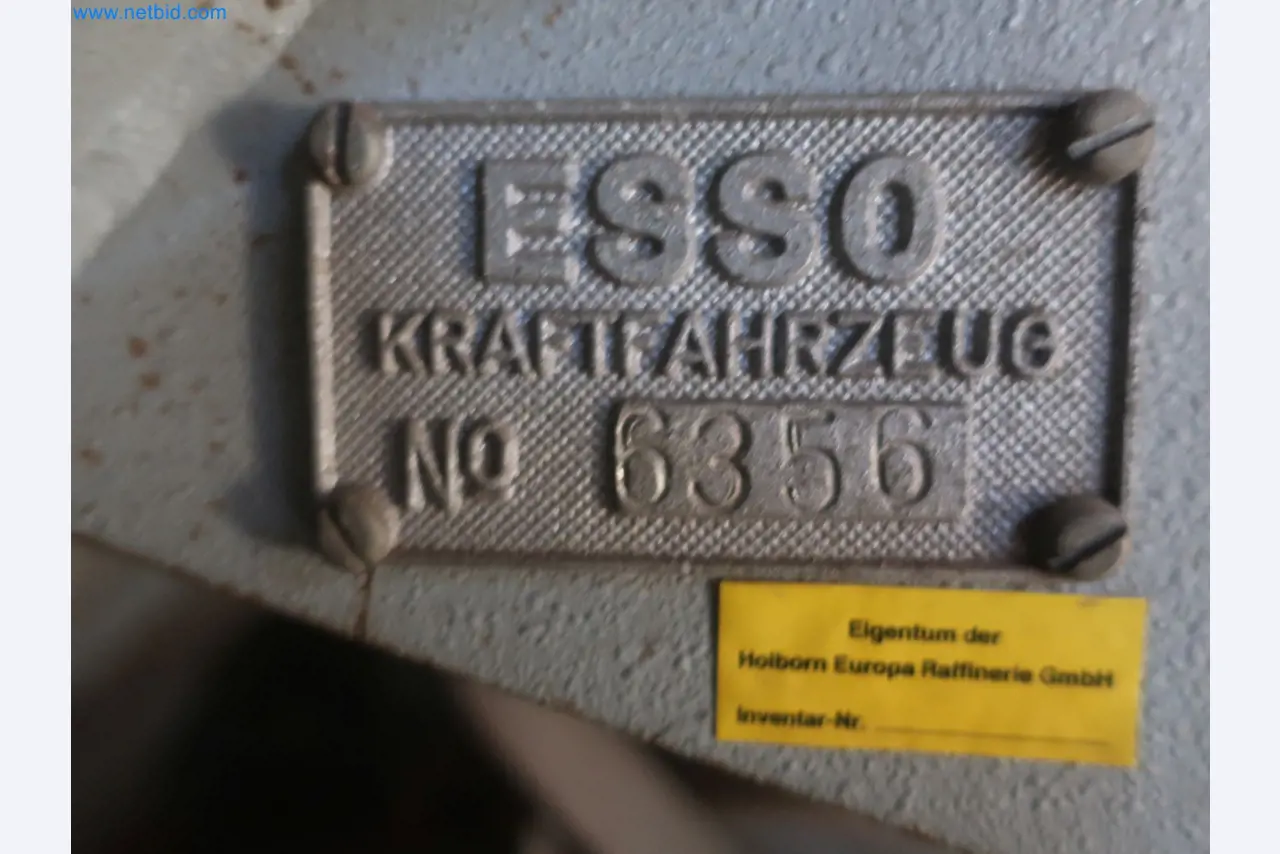 www.netbid.com
ESSO
KRAFTFAHRZEUG
No 6356
Eigentum der
Holborn Europa Raffinerie GmbH
Inventar-Nr.